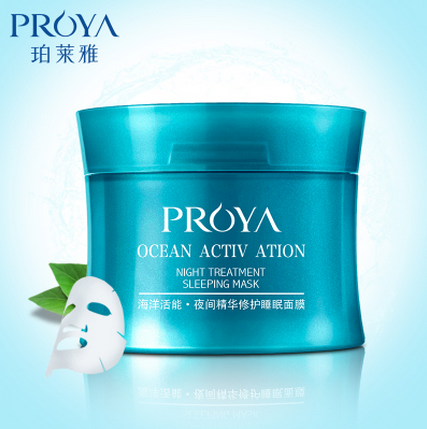 PROYA
珀莱雅
PROYA
OCEAN ACTIV ATION
NIGHT TREATMENT
SLEEPING MASK
海洋活能·夜间精华修护睡眠面膜